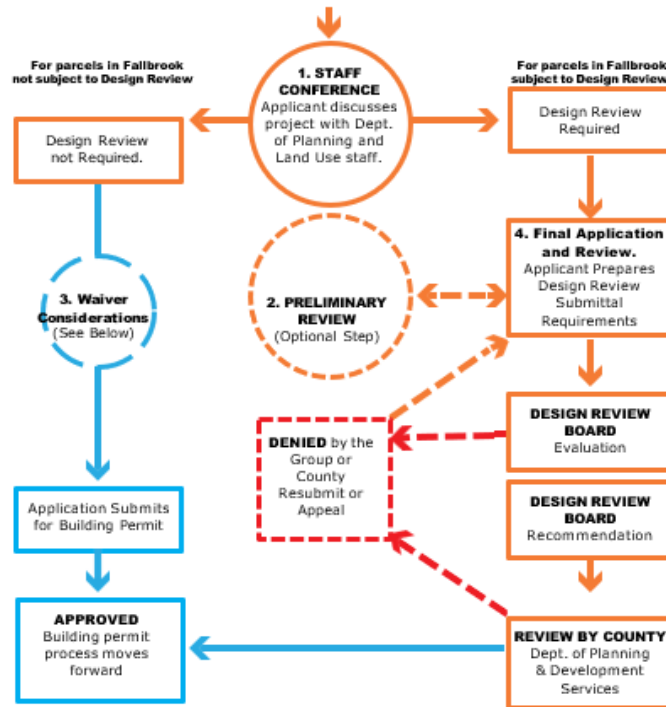 For parcels in Fallbrook
not subject to Design Review
For parcels in Fallbrook
subject to Design Review
1. STAFF
CONFERENCE
Applicant discusses
project with Dept.
of Planning and
Land Use staff.
Design Review
not Required.
Design Review
Required
3. Waiver
Considerations
(See Below)
2. PRELIMINARY
REVIEW
(Optional Step)
4. Final Application
and Review.
Applicant Prepares
Design Review
Submittal
Requirements
DENIED by the
Group or
County
Resubmit or
Appeal
DESIGN REVIEW
BOARD
Evaluation
Application Submits
for Building Permit
DESIGN REVIEW
BOARD
Recommendation
APPROVED
Building permit
process moves
forward
REVIEW BY COUNTY
Dept. of Planning
& Development
Services